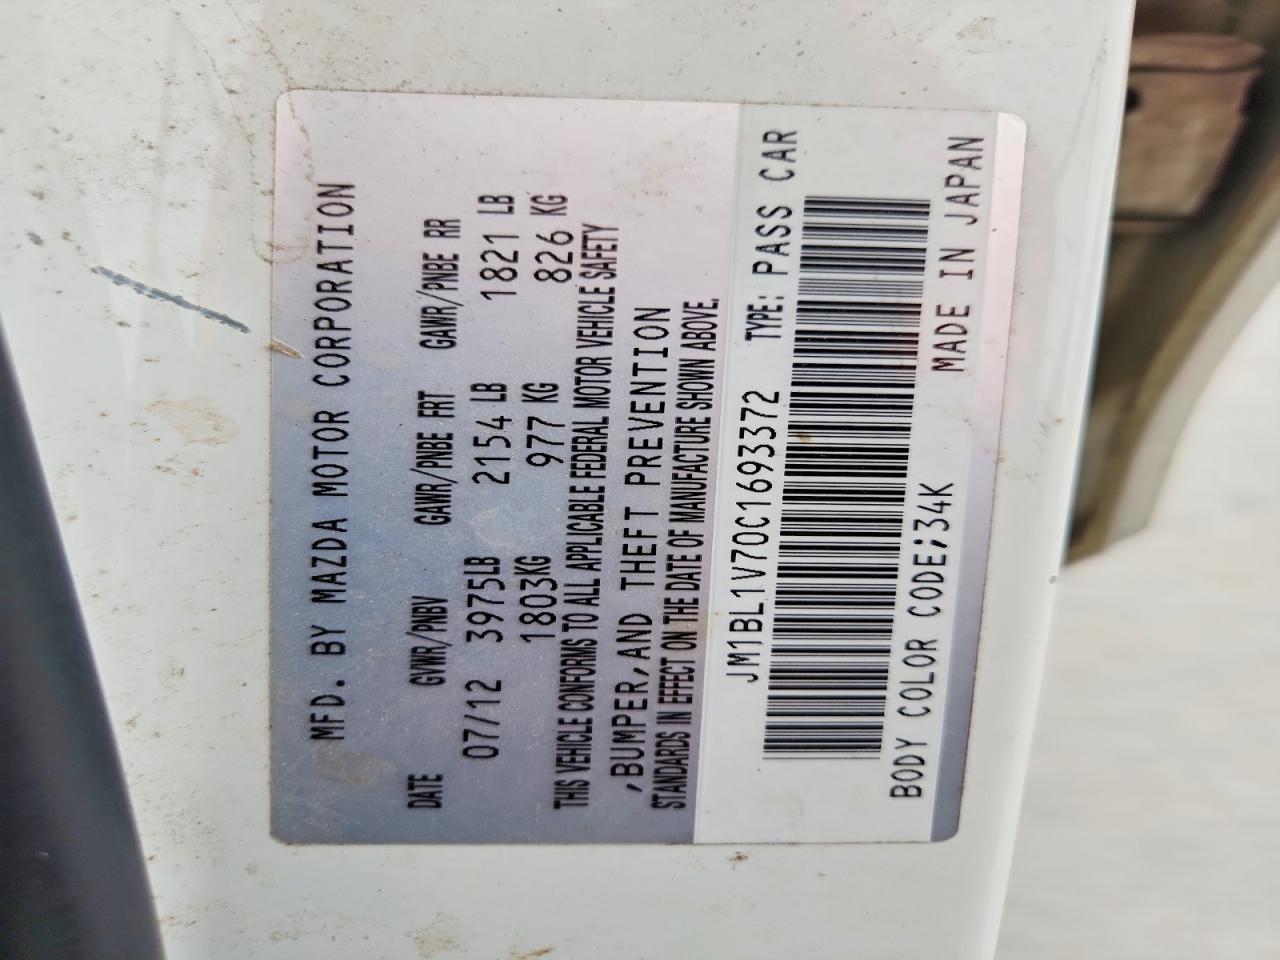 MFD. BY MAZDA MOTOR CORPORATION
DATE GVWR/PNBV GAWR/PNBE FRT GAWR/PNBE RR
07/12 3975LB 2154 LB 1821 LB
1803KG 977 KG 826 KG
THIS VEHICLE CONFORMS TO ALL APPLICABLE FEDERAL MOTOR VEHICLE SAFETY
,BUMPER,AND THEFT PREVENTION
STANDARDS IN EFFECT ON THE DATE OF MANUFACTURE SHOWN ABOVE.
JM1BL1V70C1693372 TYPE: PASS CAR
BODY COLOR CODE;34K
MADE IN JAPAN